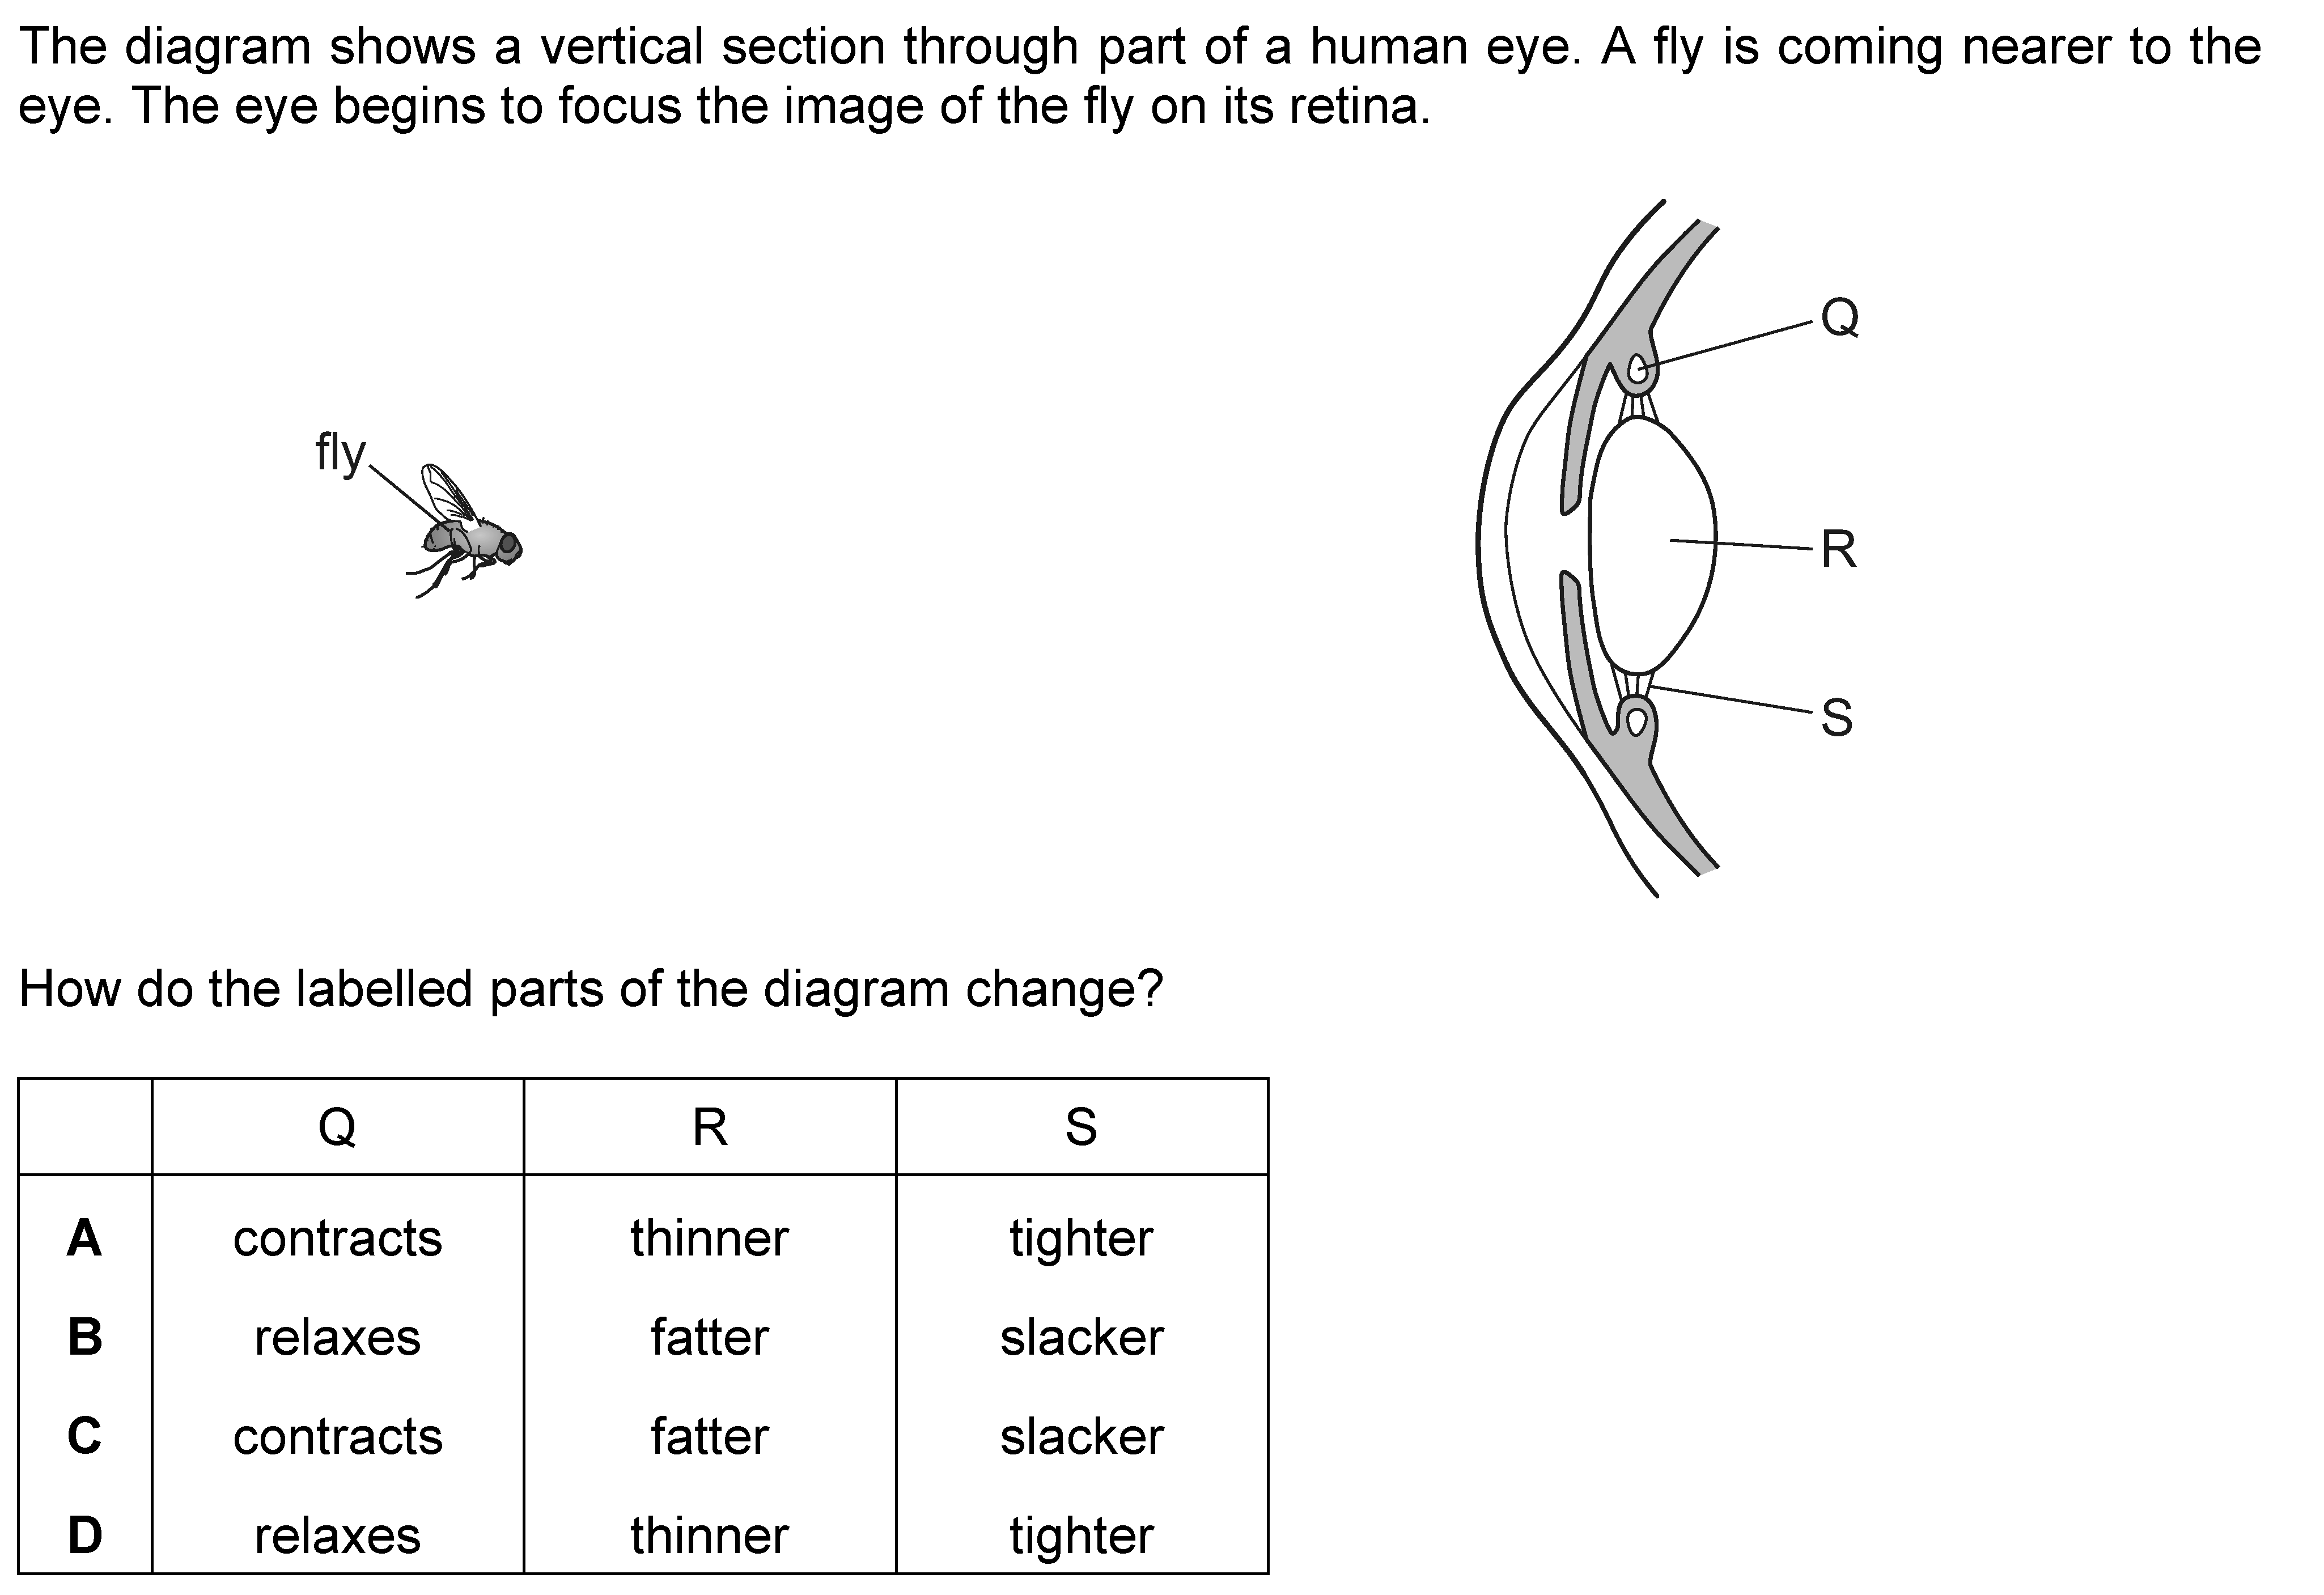 The diagram shows a vertical section through part of a human eye. A fly is coming nearer to the
eye. The eye begins to focus the image of the fly on its retina.
Q
fly
R
S
How do the labelled parts of the diagram change?
Q R S
A contracts thinner tighter
B relaxes fatter slacker
C contracts fatter slacker
D relaxes thinner tighter